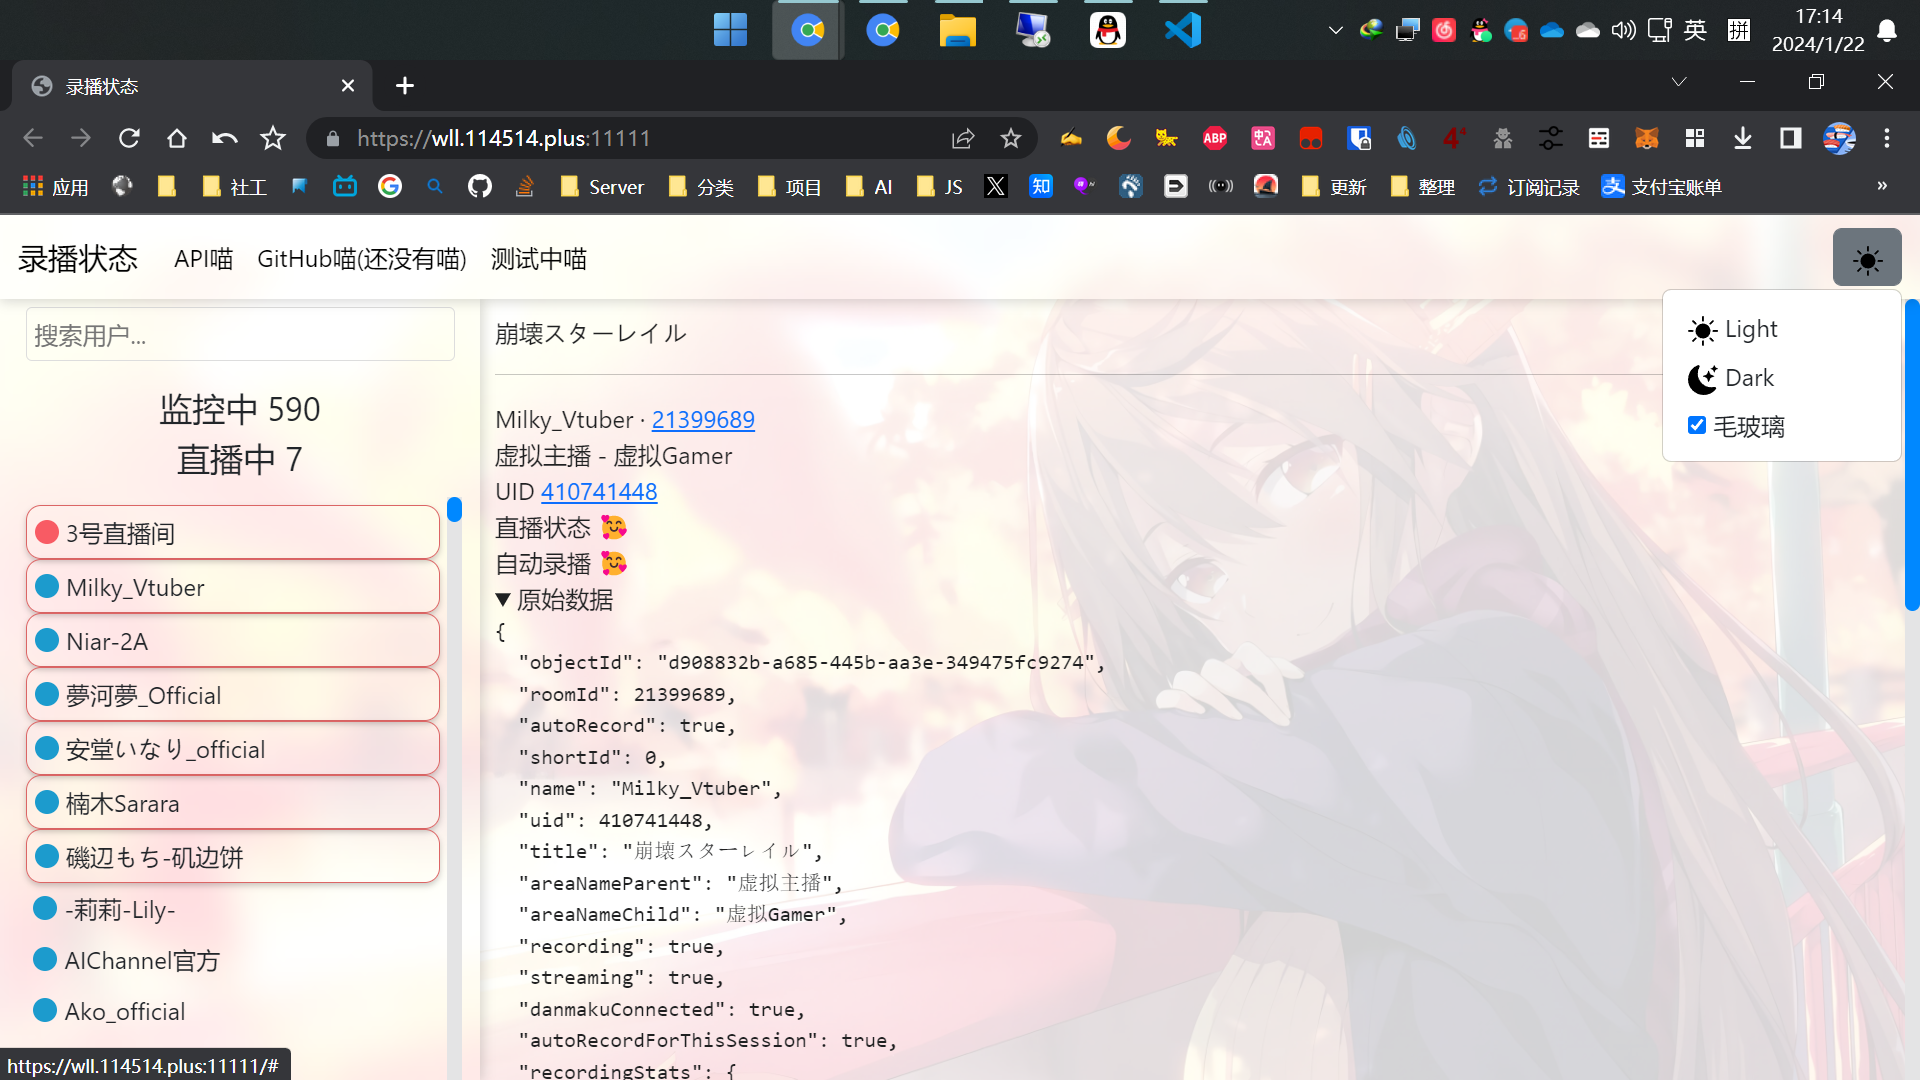 英
拼
17:14
2024/1/22
录播状态
https://wll.114514.plus:11111
ABP
应用
社工
Server
分类
项目
AI
JS
知
更新
整理
订阅记录
支 支付宝账单
»
录播状态 API喵 GitHub喵(还没有喵) 测试中喵
Light
Dark
毛玻璃
搜索用户...
监控中 590
直播中 7
3号直播间
Milky_Vtuber
Niar-2A
夢河夢_Official
安堂いなり_official
楠木Sarara
磯辺もち-矶边饼
-莉莉-Lily-
AIChannel官方
Ako_official
崩壊スターレイル
Milky_Vtuber · 21399689
虚拟主播 - 虚拟Gamer
UID 410741448
直播状态 🥰
自动录播 🥰
▼ 原始数据
{
"objectId": "d908832b-a685-445b-aa3e-349475fc9274",
"roomId": 21399689,
"autoRecord": true,
"shortId": 0,
"name": "Milky_Vtuber",
"uid": 410741448,
"title": "崩壊スターレイル",
"areaNameParent": "虚拟主播",
"areaNameChild": "虚拟Gamer",
"recording": true,
"streaming": true,
"danmakuConnected": true,
"autoRecordForThisSession": true,
"recordingStats": {
https://wll.114514.plus:11111/#